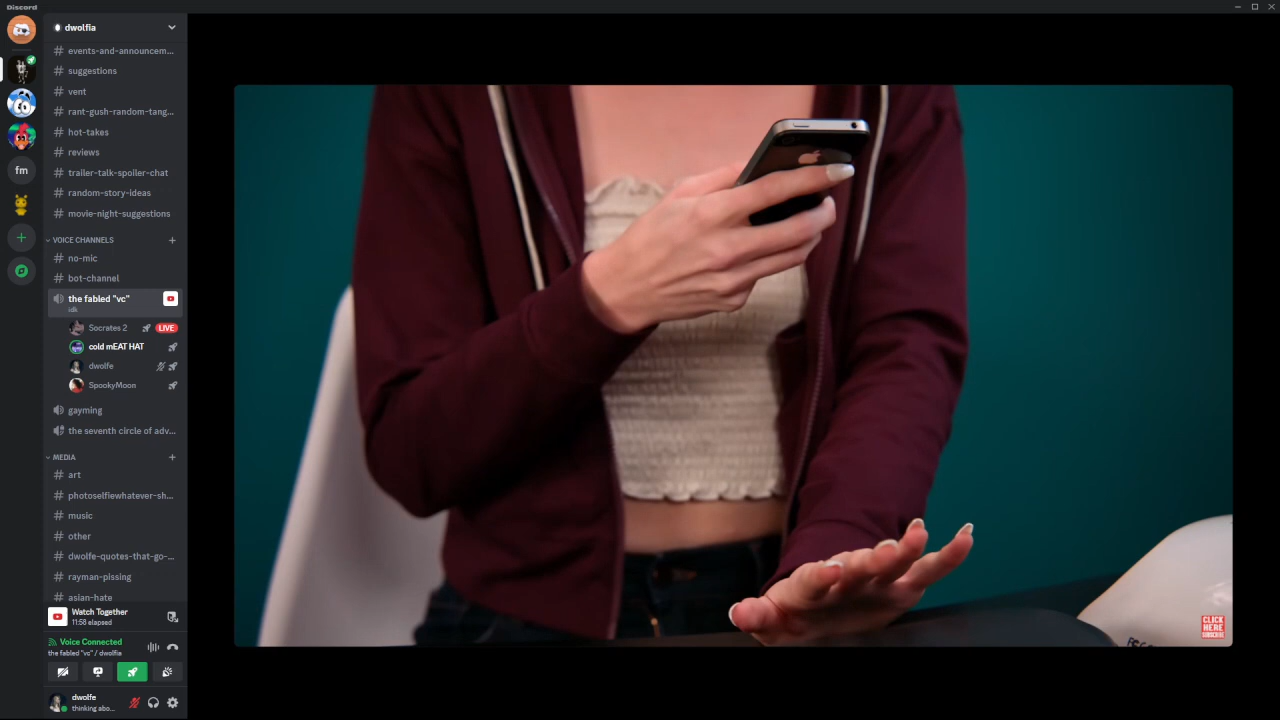 Discord
dwolfia
events-and-announcem...
suggestions
vent
rant-gush-random-tang...
hot-takes
reviews
trailer-talk-spoiler-chat
random-story-ideas
movie-night-suggestions
VOICE CHANNELS
no-mic
bot-channel
the fabled "vc"
idk
Socrates 2
LIVE
cold mEAT HAT
dwolfe
SpookyMoon
gayming
the seventh circle of adv...
MEDIA
art
photoselfiewhatever-sh...
music
other
dwolfe-quotes-that-go-...
rayman-pissing
asian-hate
Watch Together
11:58 elapsed
Voice Connected
the fabled "vc" / dwolfia
dwolfe
thinking abo...
fm
CLICK
HERE
SUBSCRIBE